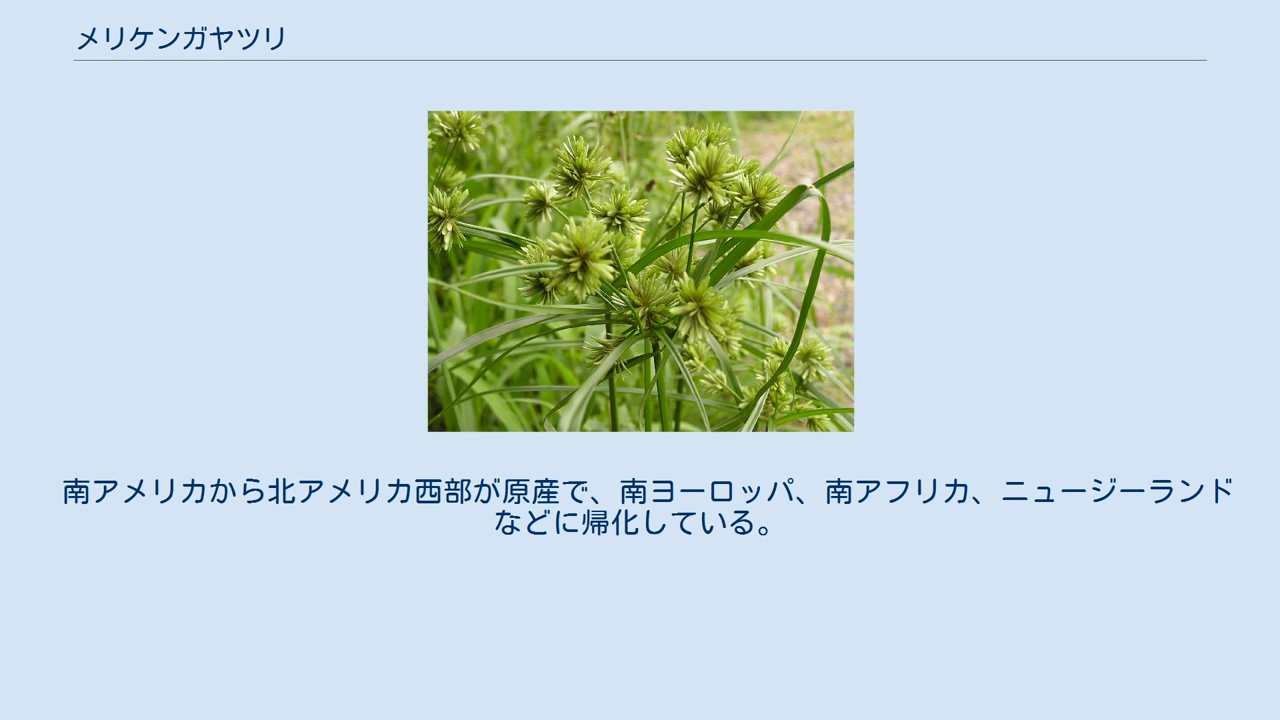 メリケンガヤツリ
南アメリカから北アメリカ西部が原産で、南ヨーロッパ、南アフリカ、ニュージーランド
などに帰化している。